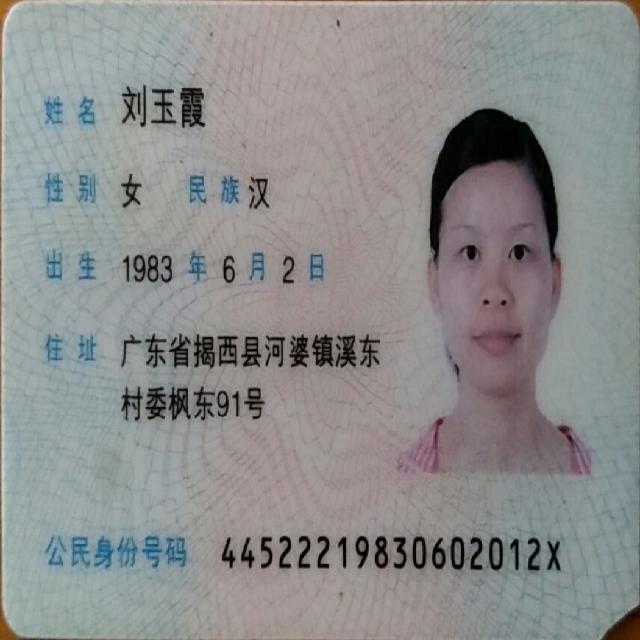 姓名 刘玉霞
性别 女 民族 汉
出生 1983 年 6 月 2 日
住址 广东省揭西县河婆镇溪东
村委枫东91号
公民身份号码 44522219830602012X